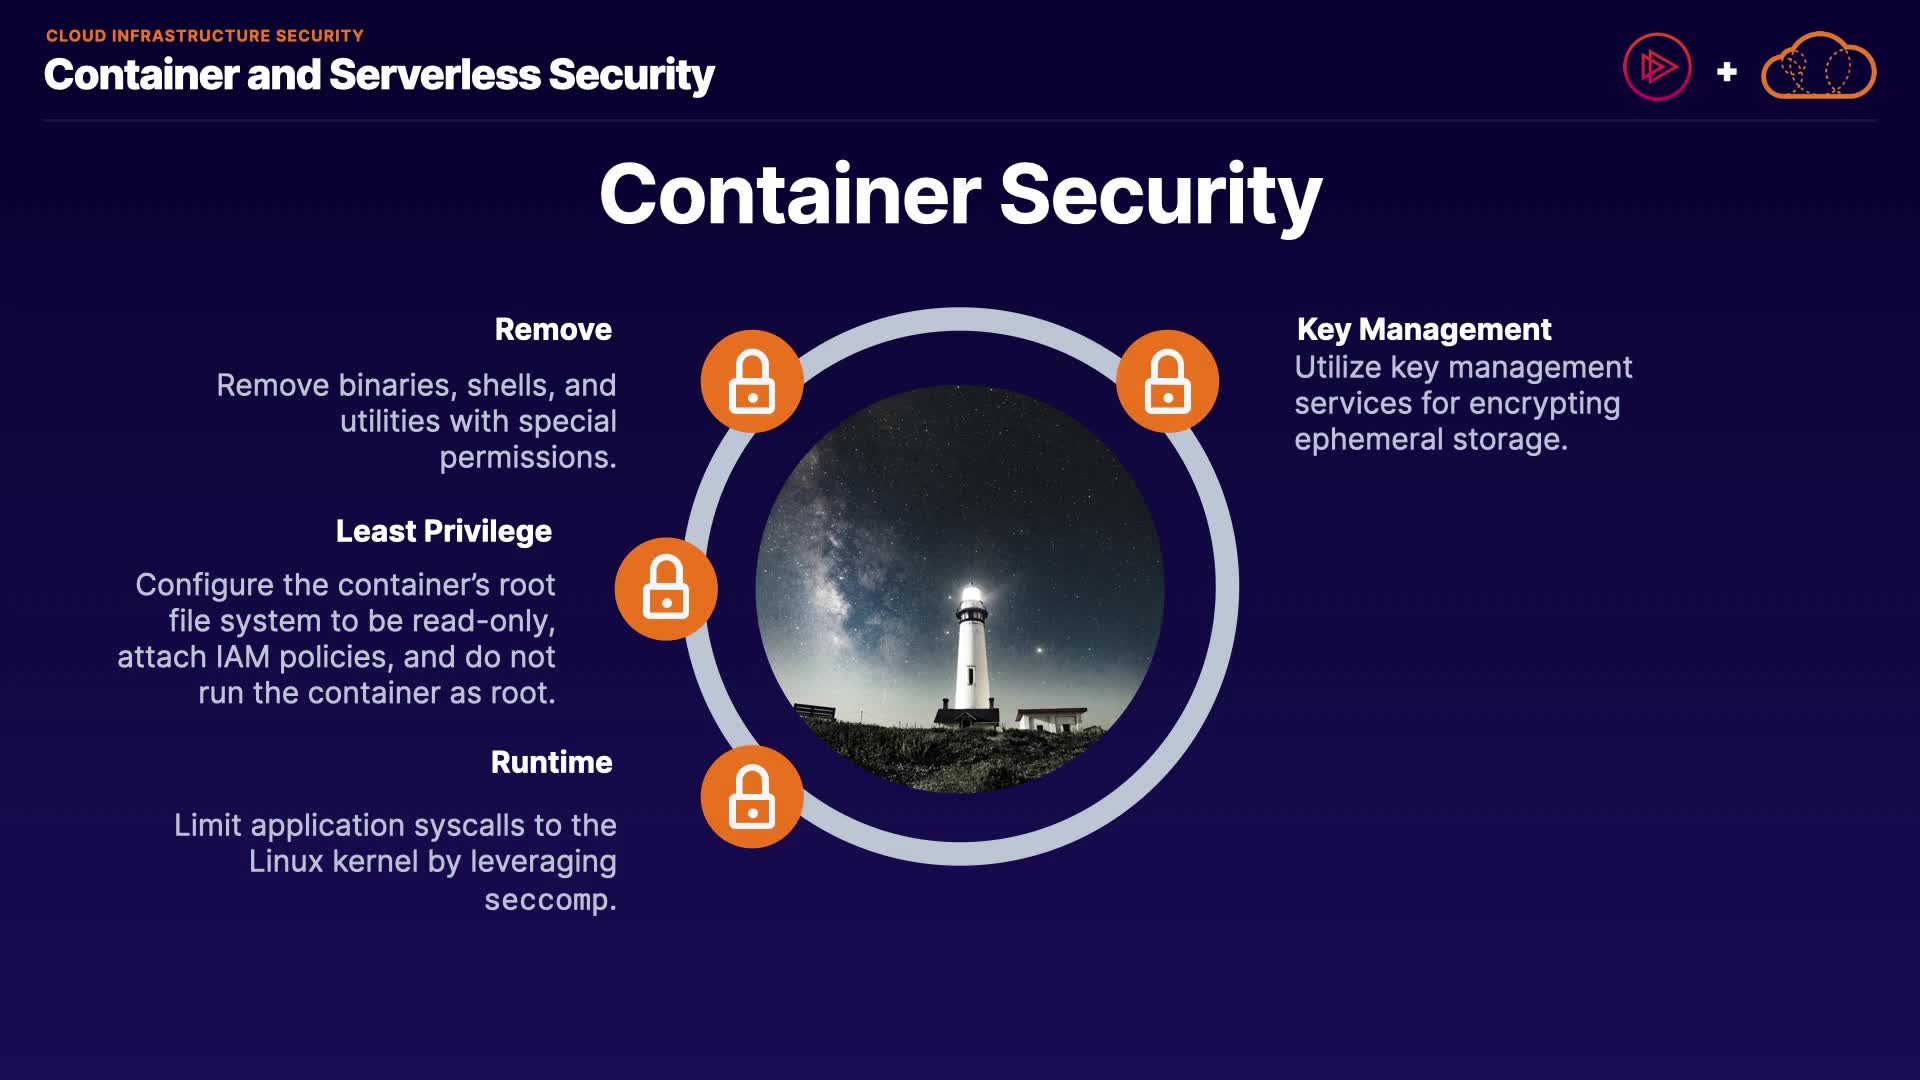 CLOUD INFRASTRUCTURE SECURITY
Container and Serverless Security
+
Container Security
Remove
Remove binaries, shells, and
utilities with special
permissions.
Least Privilege
Configure the container’s root
file system to be read-only,
attach IAM policies, and do not
run the container as root.
Runtime
Limit application syscalls to the
Linux kernel by leveraging
seccomp.
Key Management
Utilize key management
services for encrypting
ephemeral storage.